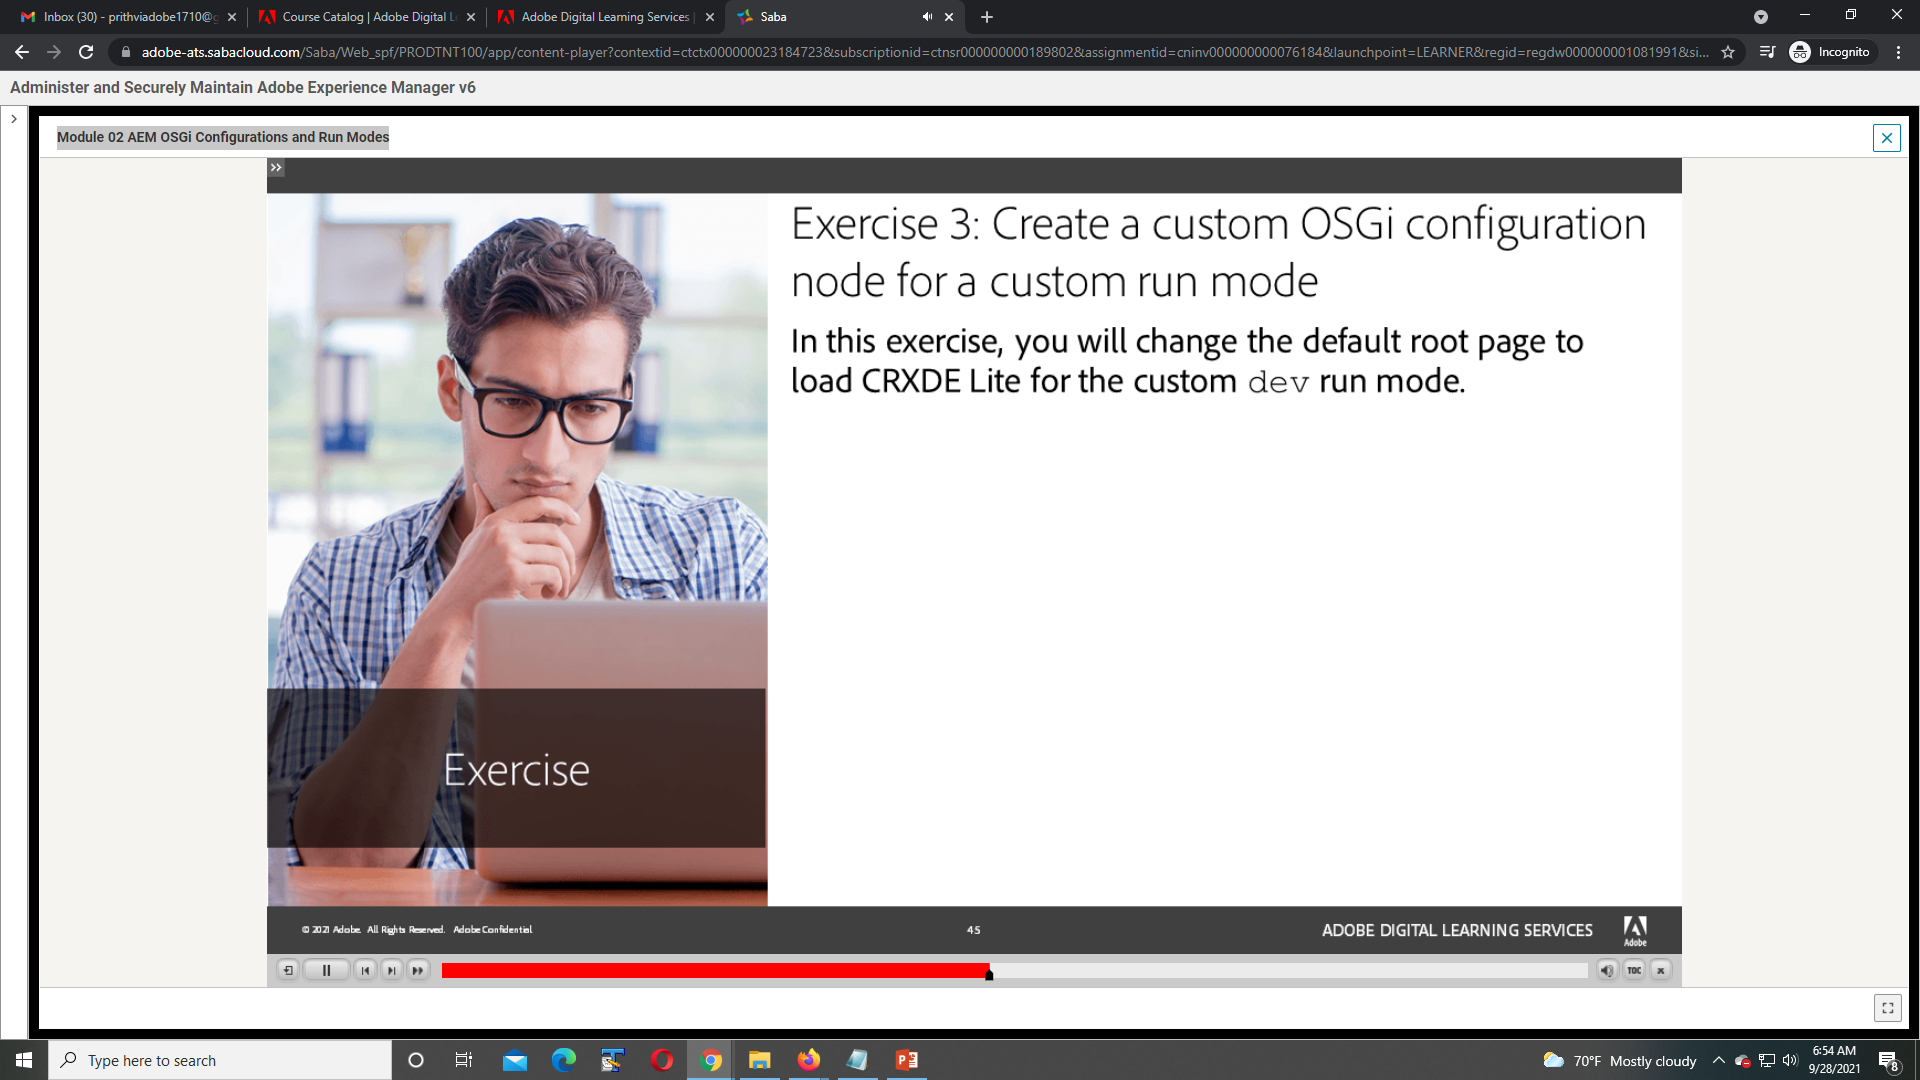 Inbox (30) - prithviadobe1710@g
Course Catalog | Adobe Digital L
Adobe Digital Learning Services |
Saba
adobe-ats.sabacloud.com/Saba/Web_spf/PRODTNT100/app/content-player?contextid=ctctx000000023184723&subscriptionid=ctnsr0000000000189802&assignmentid=cninv000000000076184&launchpoint=LEARNER&regid=regdw000000001081991&si...
Incognito
Administer and Securely Maintain Adobe Experience Manager v6
Module 02 AEM OSGi Configurations and Run Modes
Exercise 3: Create a custom OSGi configuration
node for a custom run mode
In this exercise, you will change the default root page to
load CRXDE Lite for the custom dev run mode.
Exercise
© 2021 Adobe. All Rights Reserved. Adobe Confidential.
45
ADOBE DIGITAL LEARNING SERVICES
Adobe
TOC
Type here to search
70°F Mostly cloudy
6:54 AM
9/28/2021
8